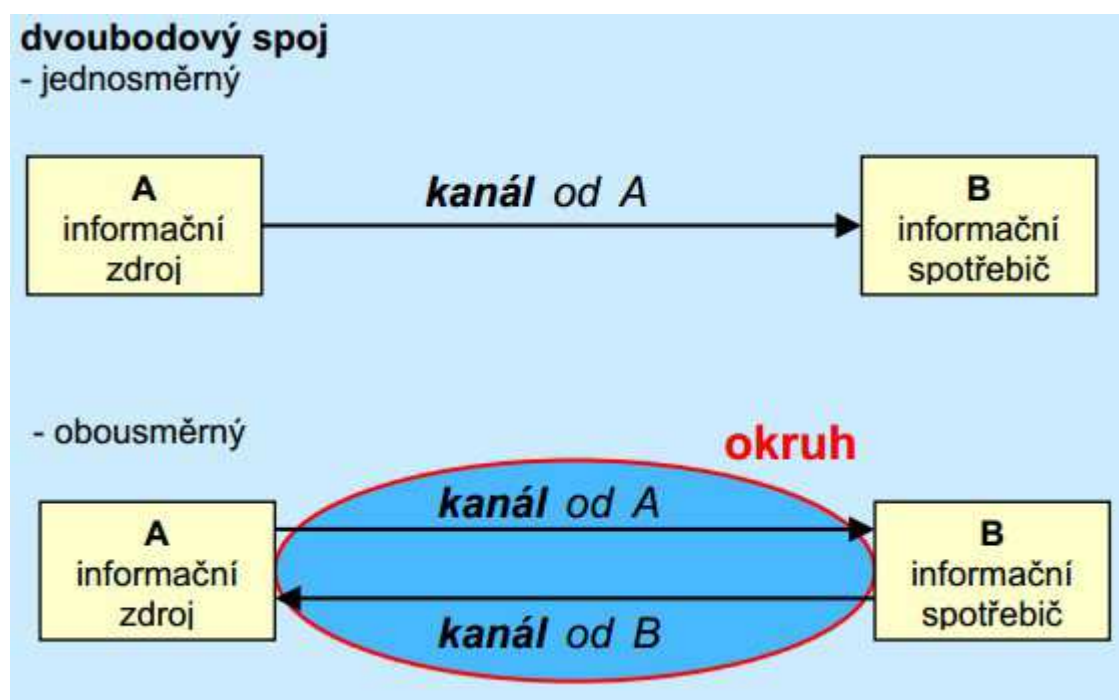 dvoubodový spoj
- jednosměrný
A
informační
zdroj
kanál od A
B
informační
spotřebič
- obousměrný
okruh
A
informační
zdroj
kanál od A
kanál od B
B
informační
spotřebič